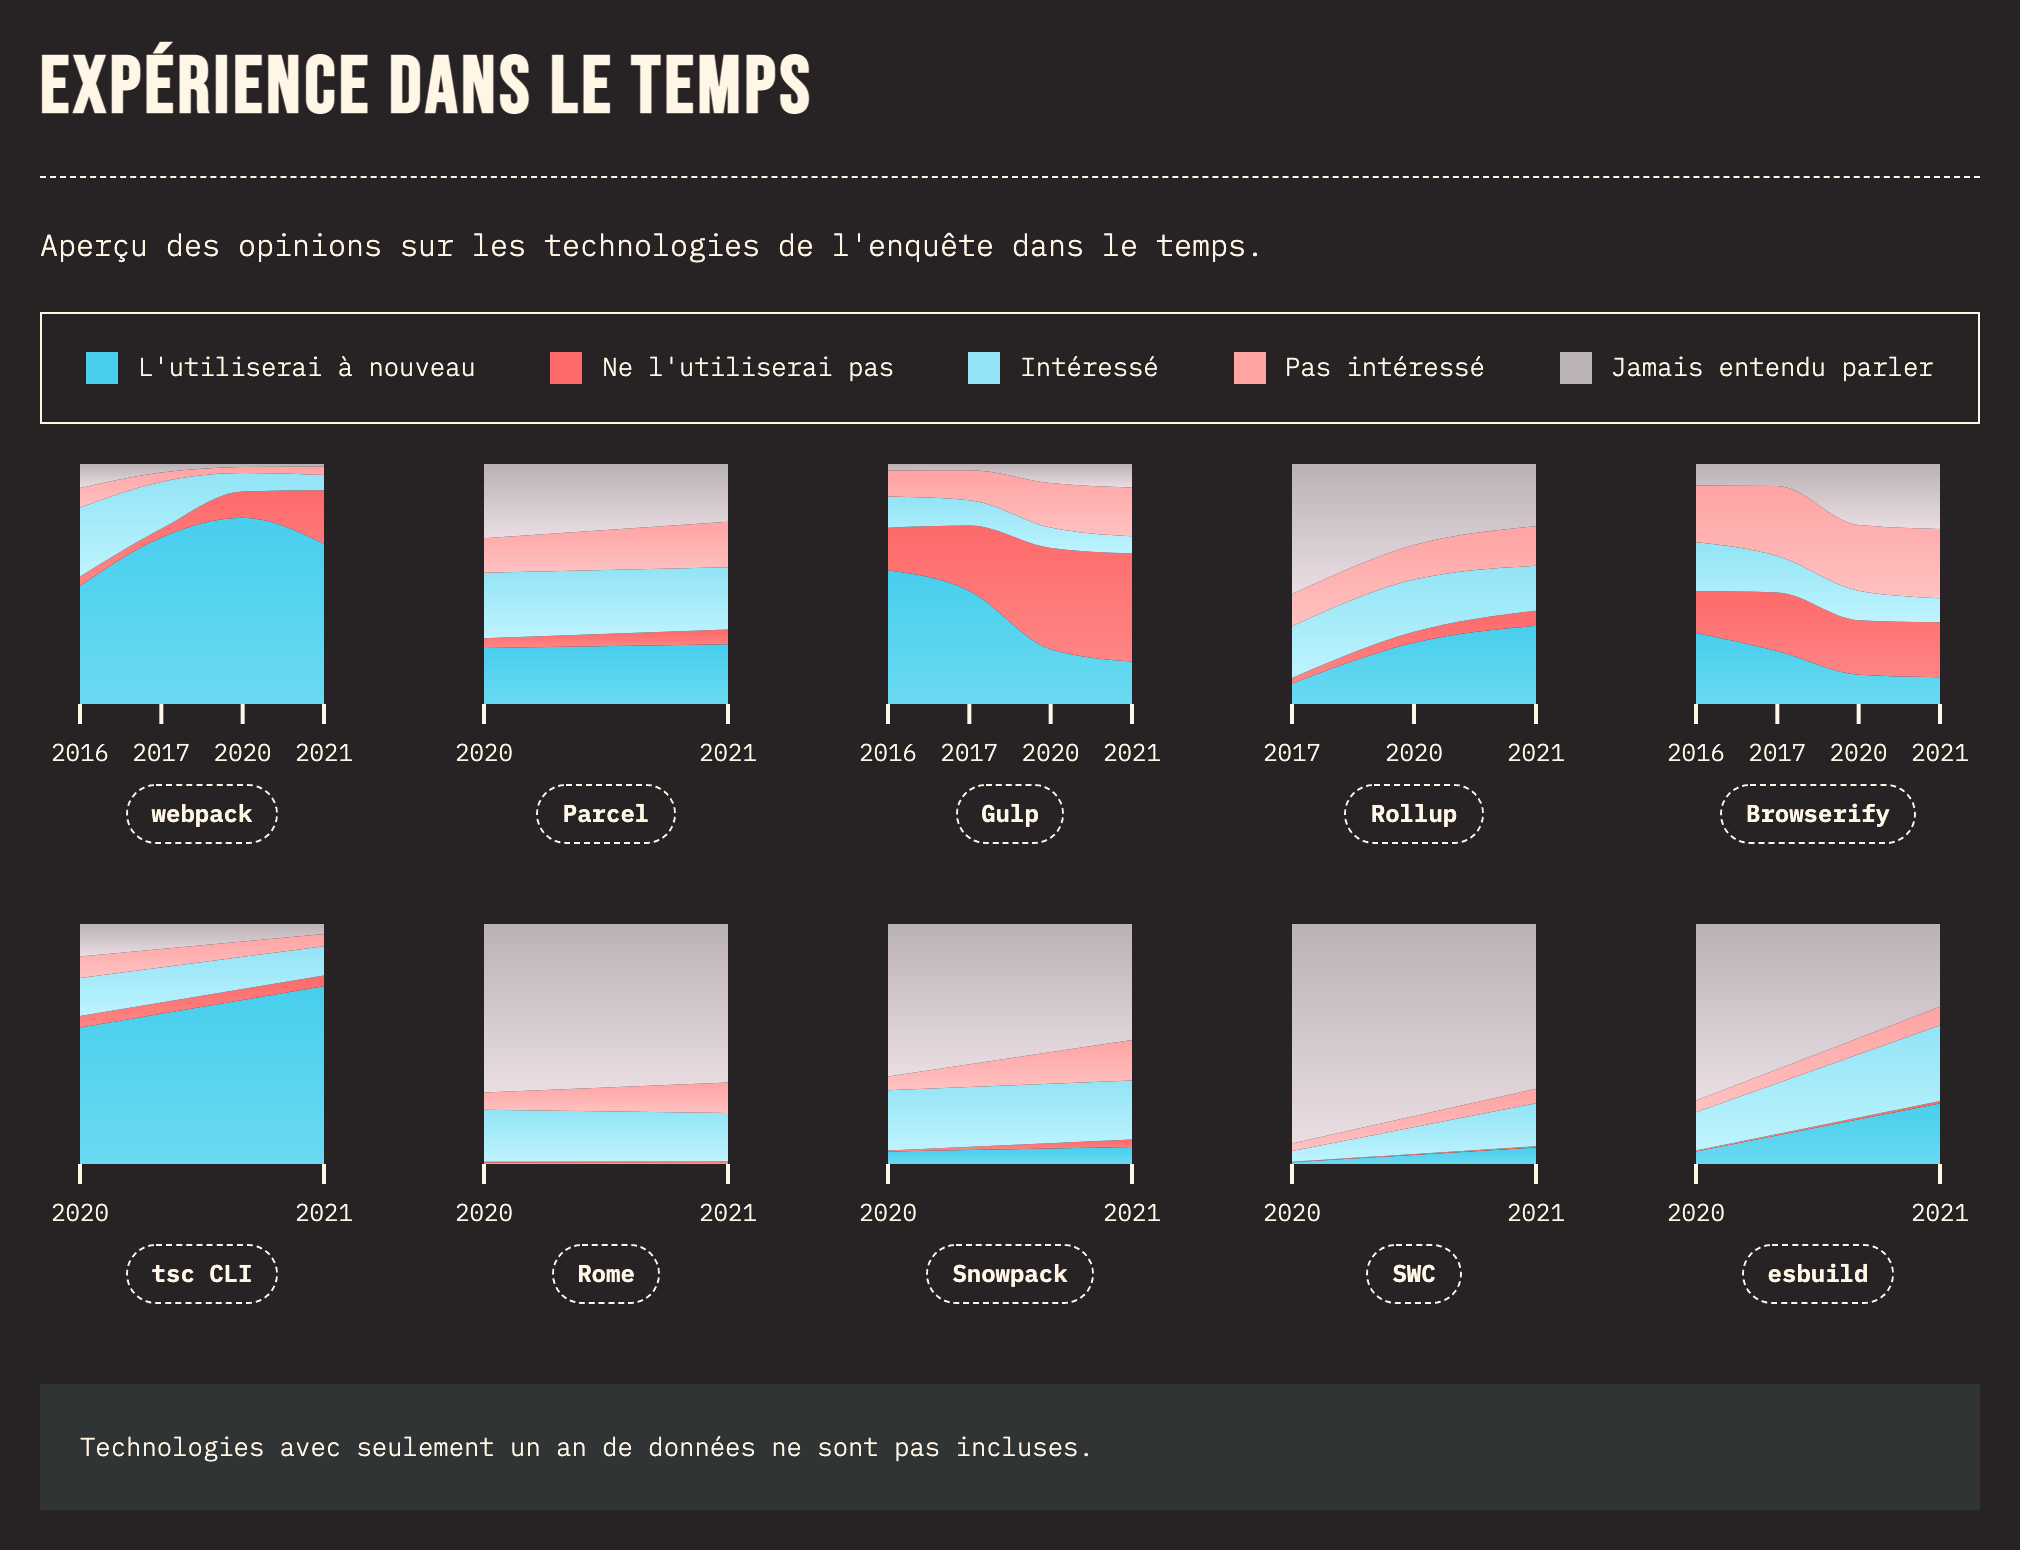 EXPÉRIENCE DANS LE TEMPS
Aperçu des opinions sur les technologies de l'enquête dans le temps.
L'utiliserai à nouveau Ne l'utiliserai pas Intéressé Pas intéressé Jamais entendu parler
2016 2017 2020 2021 2020 2021 2016 2017 2020 2021 2017 2020 2021 2016 2017 2020 2021
webpack Parcel Gulp Rollup Browserify
2020 2021 2020 2021 2020 2021 2020 2021 2020 2021
tsc CLI Rome Snowpack SWC esbuild
Technologies avec seulement un an de données ne sont pas incluses.